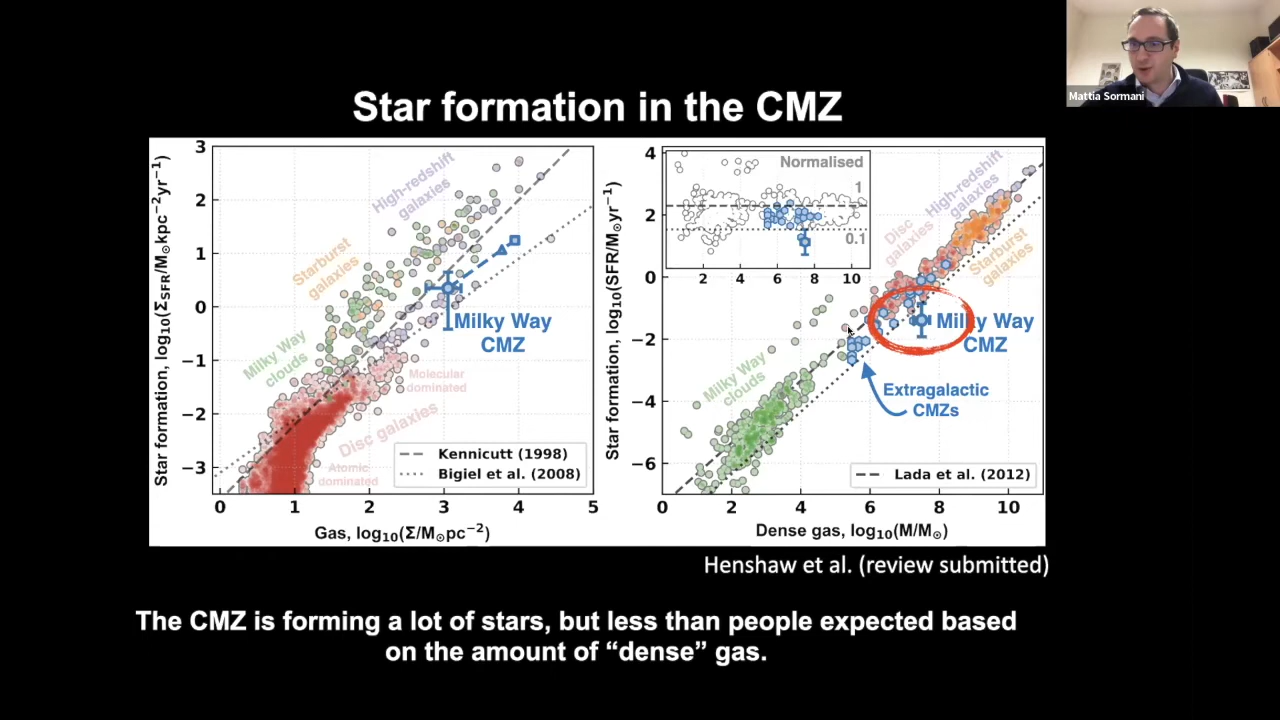 Mattia Sormani
Star formation in the CMZ
Star formation, log₁₀(Σ_SFR/M⊙kpc⁻²yr⁻¹)
3
2
1
0
−1
−2
−3
High-redshift
galaxies
Starburst
galaxies
Milky Way
clouds
Milky Way
CMZ
Molecular
dominated
Disc galaxies
Atomic
dominated
Kennicutt (1998)
Bigiel et al. (2008)
0 1 2 3 4 5
Gas, log₁₀(Σ/M⊙pc⁻²)
Star formation, log₁₀(SFR/M⊙yr⁻¹)
4
2
0
−2
−4
−6
Normalised
1
0.1
2 4 6 8 10
High-redshift
galaxies
Disc
galaxies
Starburst
galaxies
Milky Way
CMZ
Milky Way
clouds
Extragalactic
CMZs
Lada et al. (2012)
0 2 4 6 8 10
Dense gas, log₁₀(M/M⊙)
Henshaw et al. (review submitted)
The CMZ is forming a lot of stars, but less than people expected based
on the amount of “dense” gas.